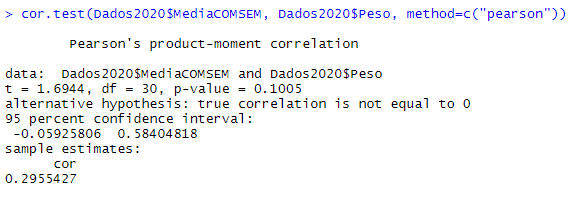 > cor.test(Dados2020$MediaCOMSEM, Dados2020$Peso, method=c("pearson"))
Pearson's product-moment correlation
data:  Dados2020$MediaCOMSEM and Dados2020$Peso
t = 1.6944, df = 30, p-value = 0.1005
alternative hypothesis: true correlation is not equal to 0
95 percent confidence interval:
-0.05925806  0.58404818
sample estimates:
cor
0.2955427